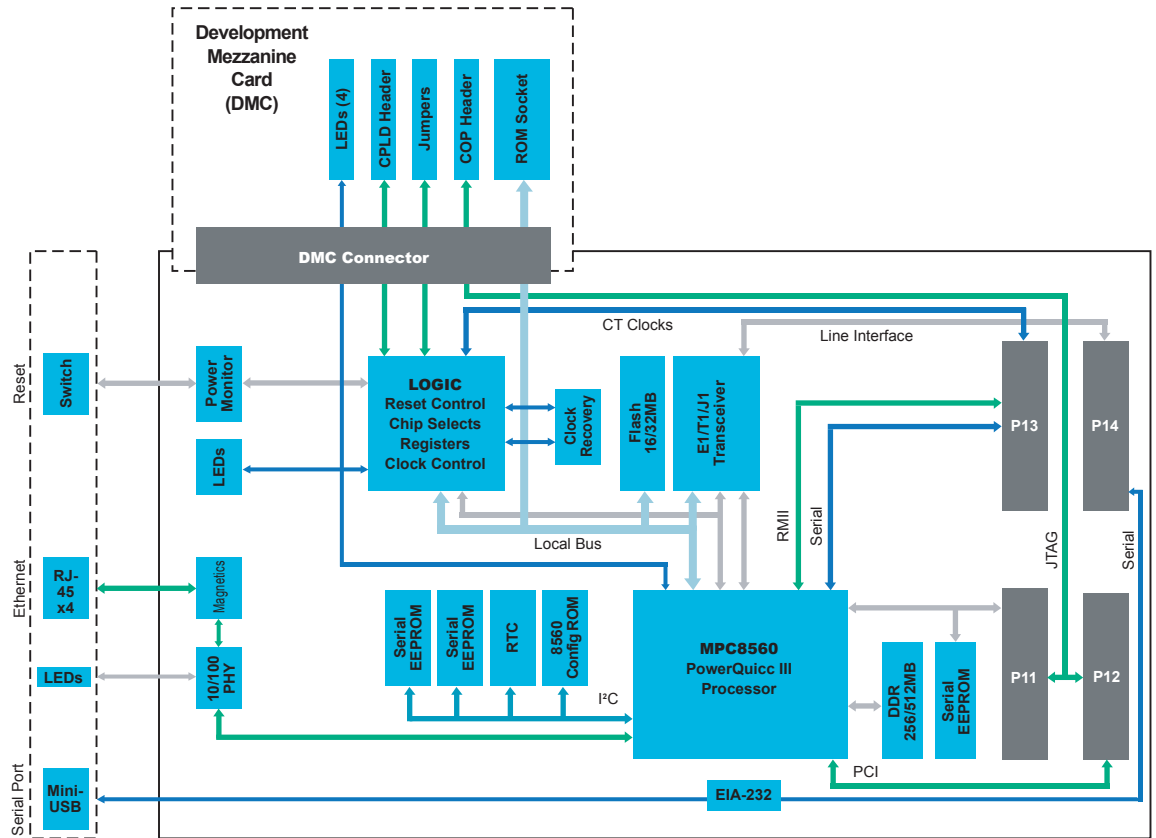 Development
Mezzanine
Card
(DMC)
LEDs (4)
CPLD Header
Jumpers
COP Header
ROM Socket
DMC Connector
CT Clocks
Line Interface
Reset
Switch
Power
Monitor
LOGIC
Reset Control
Chip Selects
Registers
Clock Control
Clock
Recovery
Flash
16/32MB
E1/T1/J1
Transceiver
P13
P14
LEDs
RMII
Serial
JTAG
Serial
Local Bus
Ethernet
RJ-
45
x4
Magnetics
LEDs
10/100
PHY
Serial
EEPROM
Serial
EEPROM
RTC
8560
Config ROM
I²C
MPC8560
PowerQuicc III
Processor
DDR
256/512MB
Serial
EEPROM
P11
P12
PCI
Serial Port
Mini-
USB
EIA-232